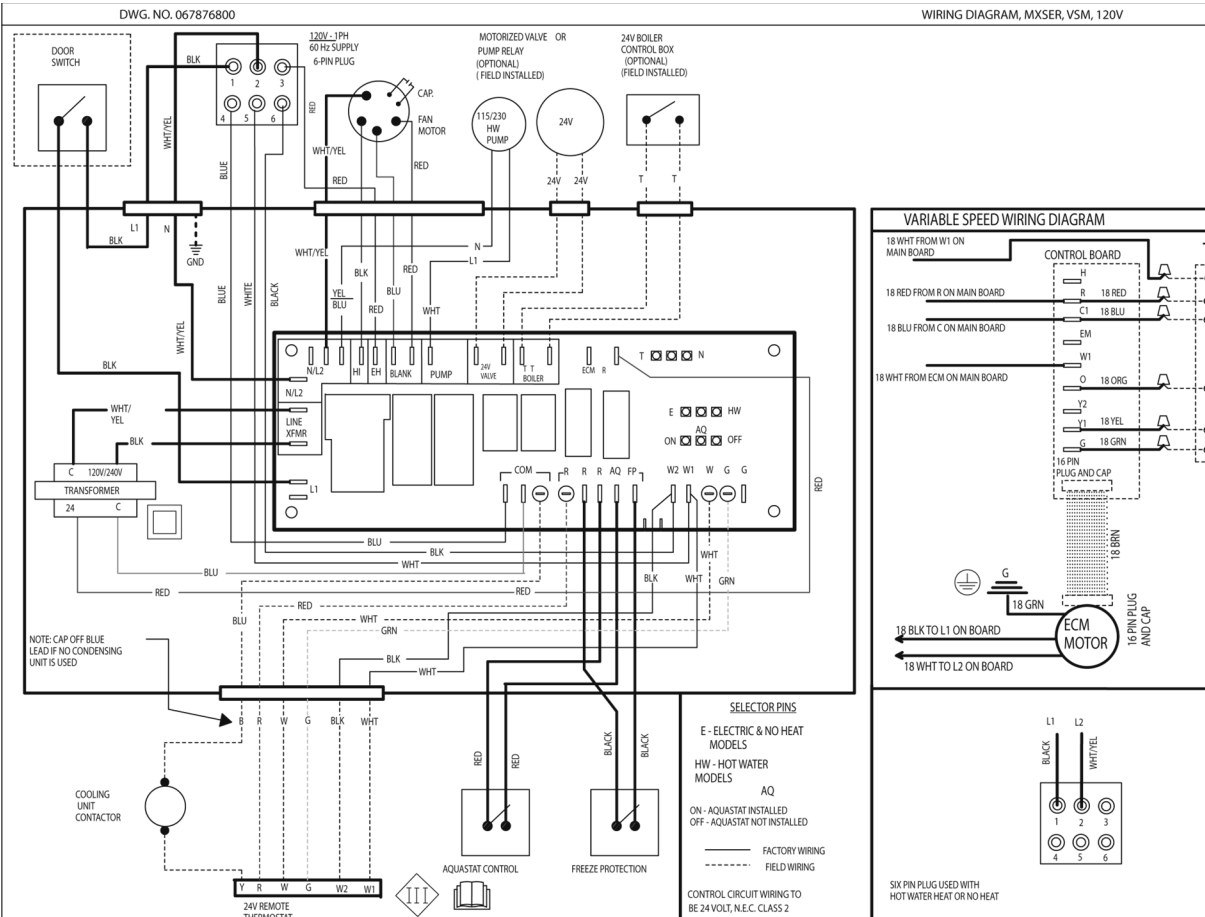 DWG. NO. 067876800
WIRING DIAGRAM, MXSER, VSM, 120V
DOOR
SWITCH
BLK
120V - 1PH
60 Hz SUPPLY
6-PIN PLUG
1 2 3
4 5 6
RED
CAP.
FAN
MOTOR
MOTORIZED VALVE OR
PUMP RELAY
(OPTIONAL)
( FIELD INSTALLED)
24V BOILER
CONTROL BOX
(OPTIONAL)
(FIELD INSTALLED)
115/230
HW
PUMP
24V
WHT/YEL
BLUE
WHT/YEL
RED
RED
24V 24V
T T
L1 N
BLK
GND
WHT/YEL
N
L1
BLUE
WHITE
BLACK
YEL
BLU
BLK
RED
BLU
RED
WHT
WHT/YEL
BLK
N/L2 HI EH BLANK PUMP
24V
VALVE
T T
BOILER
ECM R
T N
N/L2
LINE
XFMR
L1
E HW
AQ
ON OFF
WHT/
YEL
BLK
C 120V/240V
TRANSFORMER
24 C
COM R R R AQ FP W2 W1 W G G
RED
BLU
BLK
WHT
WHT
BLU
BLK
WHT
GRN
RED
RED
RED
BLU
WHT
GRN
BLK
WHT
NOTE: CAP OFF BLUE
LEAD IF NO CONDENSING
UNIT IS USED
B R W G BLK WHT
COOLING
UNIT
CONTACTOR
Y R W G W2 W1
24V REMOTE
THERMOSTAT
III
RED
RED
AQUASTAT CONTROL
BLACK
BLACK
FREEZE PROTECTION
SELECTOR PINS
E - ELECTRIC & NO HEAT
MODELS
HW - HOT WATER
MODELS
AQ
ON - AQUASTAT INSTALLED
OFF - AQUASTAT NOT INSTALLED
FACTORY WIRING
FIELD WIRING
CONTROL CIRCUIT WIRING TO
BE 24 VOLT, N.E.C. CLASS 2
VARIABLE SPEED WIRING DIAGRAM
18 WHT FROM W1 ON
MAIN BOARD
CONTROL BOARD
H
18 RED FROM R ON MAIN BOARD
R 18 RED
C1 18 BLU
18 BLU FROM C ON MAIN BOARD
EM
W1
18 WHT FROM ECM ON MAIN BOARD
O 18 ORG
Y2
Y1 18 YEL
G 18 GRN
16 PIN
PLUG AND CAP
18 BRN
G
18 GRN
ECM
MOTOR
16 PIN PLUG
AND CAP
18 BLK TO L1 ON BOARD
18 WHT TO L2 ON BOARD
L1 L2
BLACK
WHT/YEL
1 2 3
4 5 6
SIX PIN PLUG USED WITH
HOT WATER HEAT OR NO HEAT